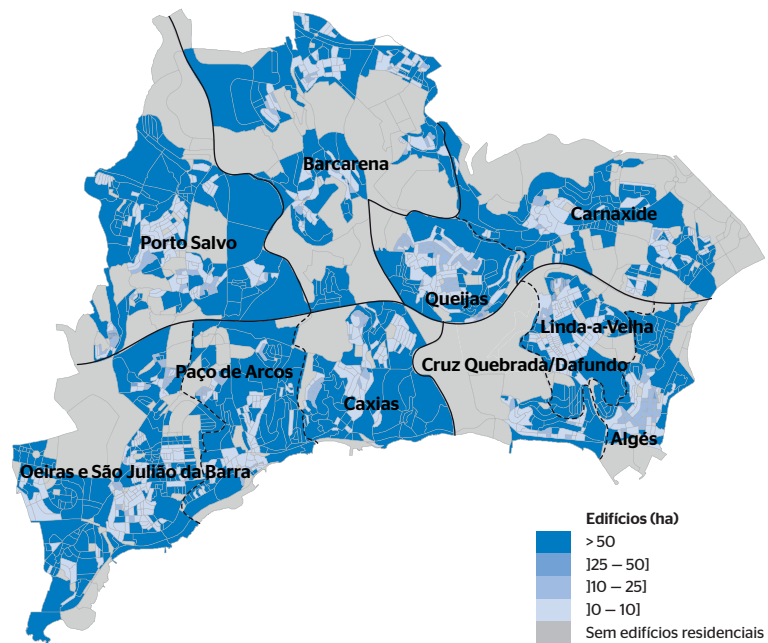 Barcarena
Carnaxide
Porto Salvo
Queijas
Linda-a-Velha
Cruz Quebrada/Dafundo
Paço de Arcos
Caxias
Algés
Oeiras e São Julião da Barra
Edifícios (ha)
> 50
]25 – 50]
]10 – 25]
]0 – 10]
Sem edifícios residenciais